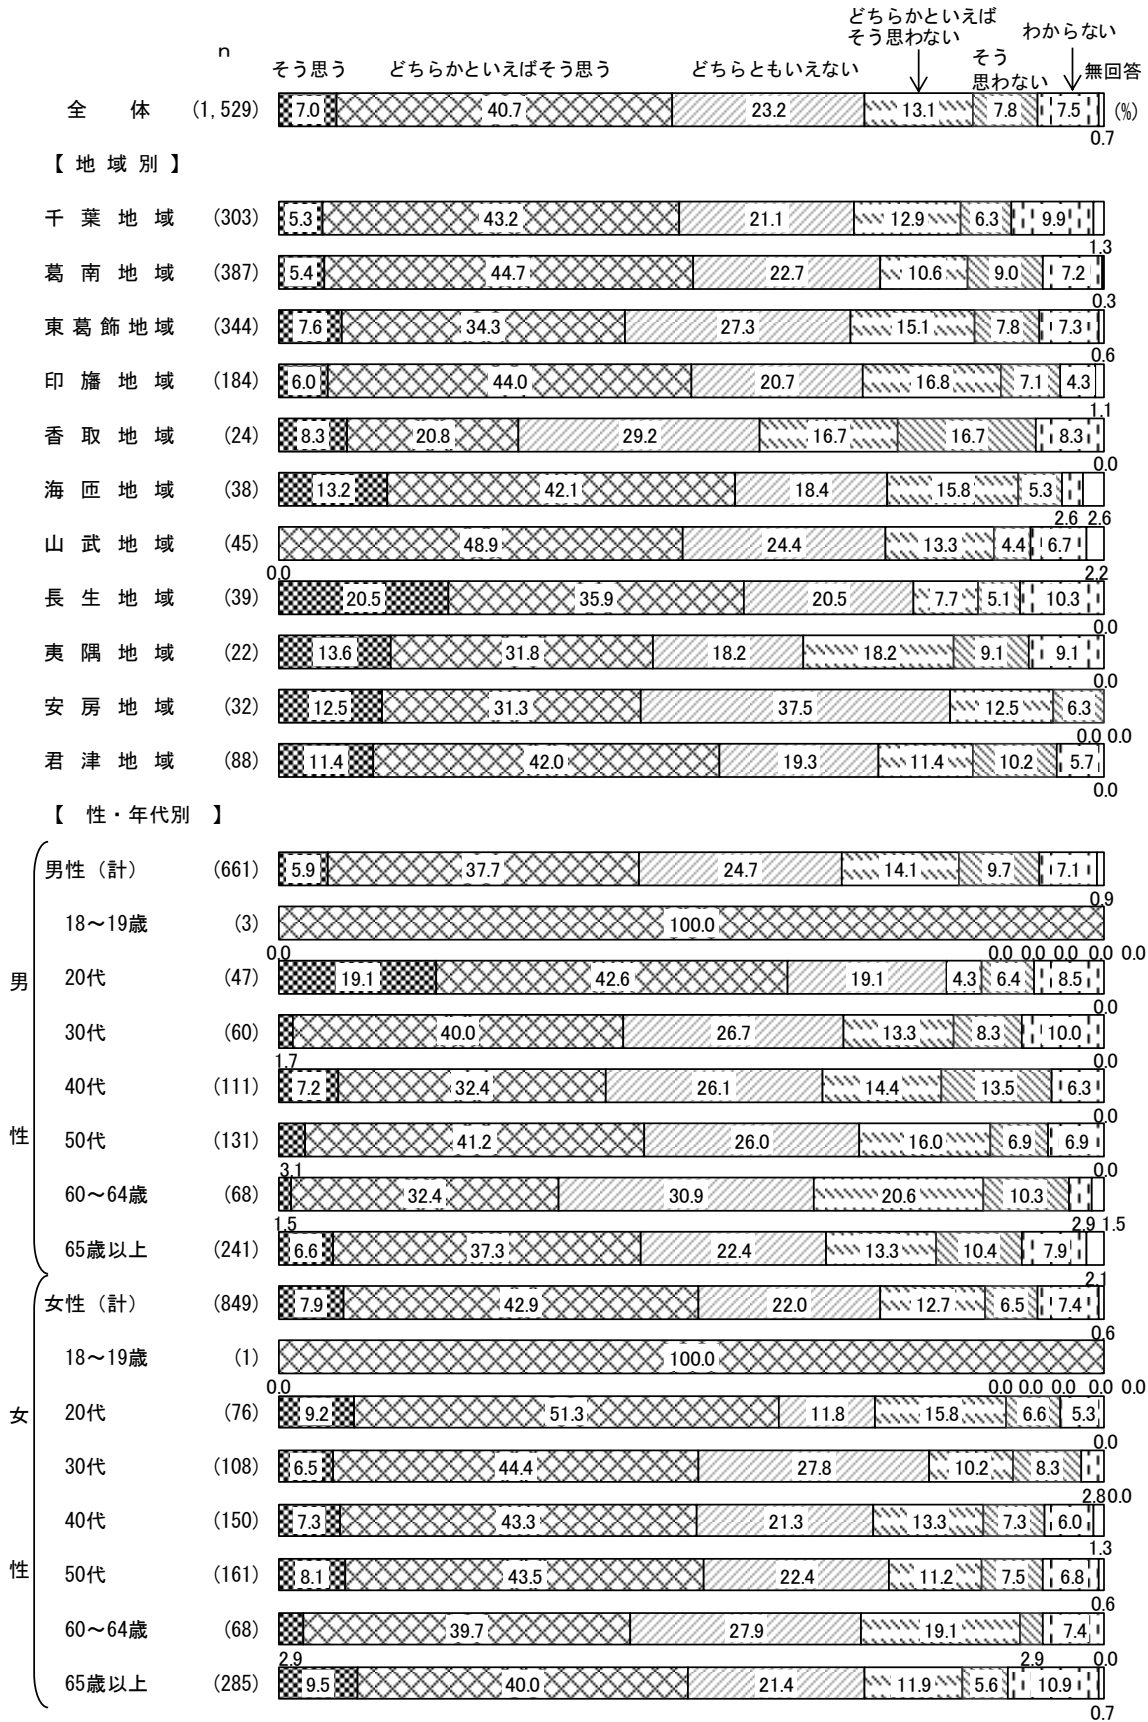 どちらかといえば
そう思わない
わからない
n
そう思う どちらかといえばそう思う どちらともいえない そう
思わない 無回答
全体 (1,529) 7.0 40.7 23.2 13.1 7.8 7.5 (%)
0.7
【地域別】
千葉地域 (303) 5.3 43.2 21.1 12.9 6.3 9.9
1.3
葛南地域 (387) 5.4 44.7 22.7 10.6 9.0 7.2
0.3
東葛飾地域 (344) 7.6 34.3 27.3 15.1 7.8 7.3
0.6
印旛地域 (184) 6.0 44.0 20.7 16.8 7.1 4.3
1.1
香取地域 (24) 8.3 20.8 29.2 16.7 16.7 8.3
0.0
海匝地域 (38) 13.2 42.1 18.4 15.8 5.3
2.6 2.6
山武地域 (45) 48.9 24.4 13.3 4.4 6.7
0.0 2.2
長生地域 (39) 20.5 35.9 20.5 7.7 5.1 10.3
0.0
夷隅地域 (22) 13.6 31.8 18.2 18.2 9.1 9.1
0.0
安房地域 (32) 12.5 31.3 37.5 12.5 6.3
0.0 0.0
君津地域 (88) 11.4 42.0 19.3 11.4 10.2 5.7
0.0
【 性・年代別 】
男性（計） (661) 5.9 37.7 24.7 14.1 9.7 7.1
0.9
18～19歳 (3) 100.0
0.0 0.0 0.0 0.0 0.0 0.0
男
20代 (47) 19.1 42.6 19.1 4.3 6.4 8.5
0.0
30代 (60) 40.0 26.7 13.3 8.3 10.0
1.7 0.0
40代 (111) 7.2 32.4 26.1 14.4 13.5 6.3
0.0
性
50代 (131) 41.2 26.0 16.0 6.9 6.9
3.1 0.0
60～64歳 (68) 32.4 30.9 20.6 10.3
1.5 2.9 1.5
65歳以上 (241) 6.6 37.3 22.4 13.3 10.4 7.9
2.1
女性（計） (849) 7.9 42.9 22.0 12.7 6.5 7.4
0.6
18～19歳 (1) 100.0
0.0 0.0 0.0 0.0 0.0 0.0
女
20代 (76) 9.2 51.3 11.8 15.8 6.6 5.3
0.0
30代 (108) 6.5 44.4 27.8 10.2 8.3
2.8 0.0
40代 (150) 7.3 43.3 21.3 13.3 7.3 6.0
1.3
性
50代 (161) 8.1 43.5 22.4 11.2 7.5 6.8
0.6
60～64歳 (68) 39.7 27.9 19.1 7.4
2.9 2.9 0.0
65歳以上 (285) 9.5 40.0 21.4 11.9 5.6 10.9
0.7